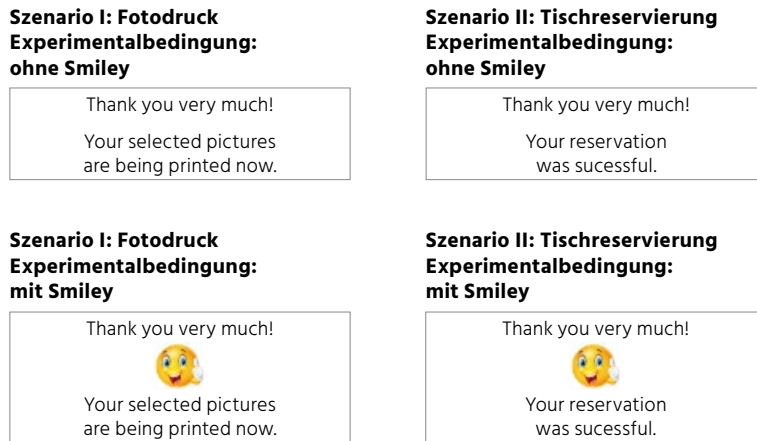 Szenario I: Fotodruck
Experimentalbedingung:
ohne Smiley
Thank you very much!
Your selected pictures
are being printed now.
Szenario II: Tischreservierung
Experimentalbedingung:
ohne Smiley
Thank you very much!
Your reservation
was sucessful.
Szenario I: Fotodruck
Experimentalbedingung:
mit Smiley
Thank you very much!
Your selected pictures
are being printed now.
Szenario II: Tischreservierung
Experimentalbedingung:
mit Smiley
Thank you very much!
Your reservation
was sucessful.